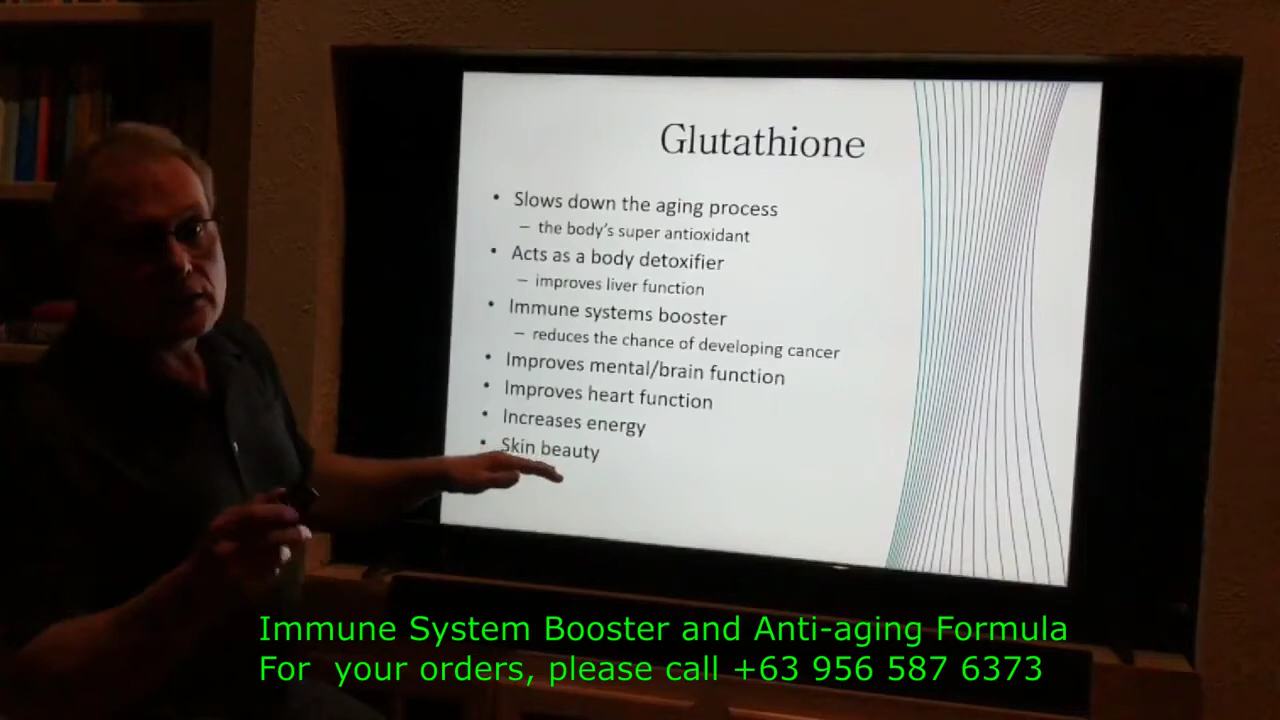 Glutathione
• Slows down the aging process
– the body's super antioxidant
• Acts as a body detoxifier
– improves liver function
• Immune systems booster
– reduces the chance of developing cancer
• Improves mental/brain function
• Improves heart function
• Increases energy
• Skin beauty
Immune System Booster and Anti-aging Formula
For  your orders, please call +63 956 587 6373